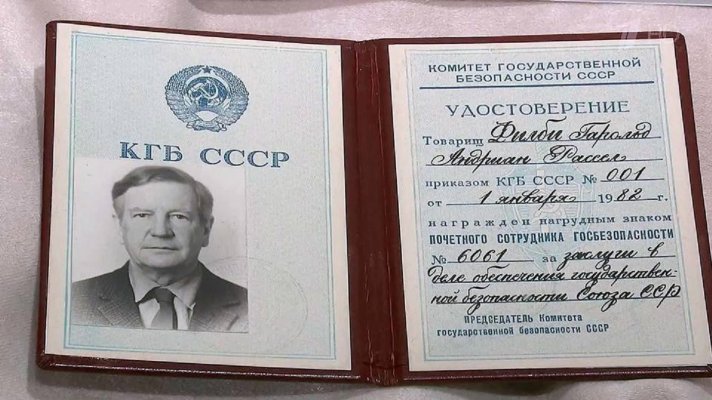 КГБ СССР
КОМИТЕТ ГОСУДАРСТВЕННОЙ
БЕЗОПАСНОСТИ СССР
УДОСТОВЕРЕНИЕ
Товарищ Филби Гарольд
Андриан Рассел
приказом КГБ СССР № 001
от 1 января 1982 г.
награжден нагрудным знаком
ПОЧЕТНОГО СОТРУДНИКА ГОСБЕЗОПАСНОСТИ
№ 6061 за заслуги в
деле обеспечения государствен-
ной безопасности Союза ССР
ПРЕДСЕДАТЕЛЬ Комитета
государственной безопасности СССР